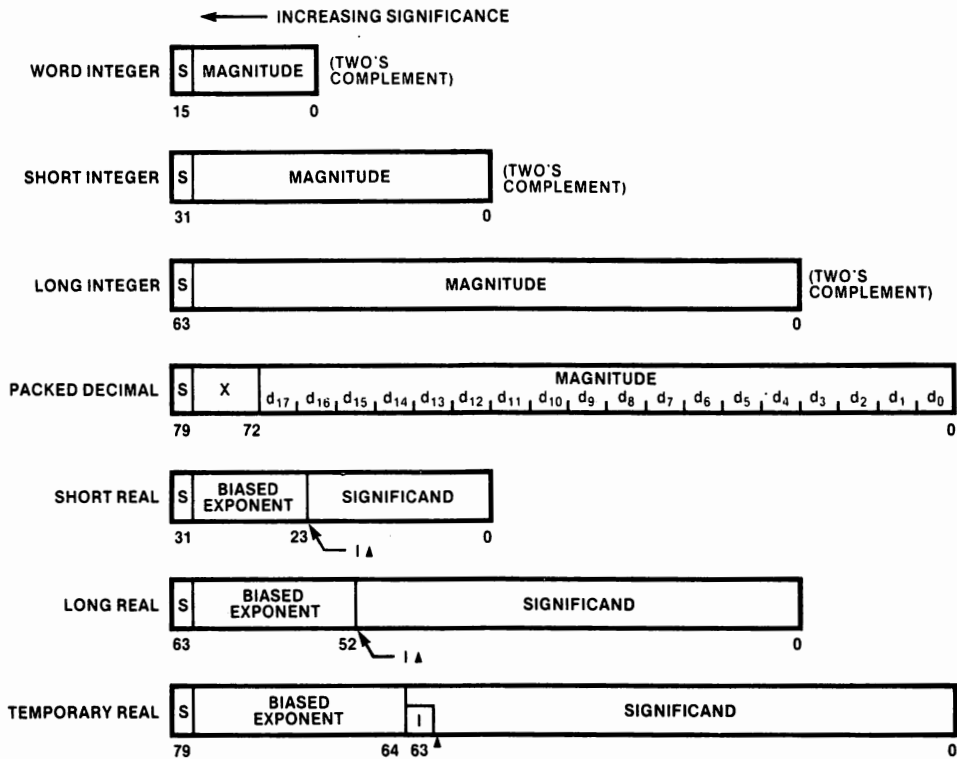 INCREASING SIGNIFICANCE
WORD INTEGER S MAGNITUDE (TWO'S
COMPLEMENT)
15 0
SHORT INTEGER S MAGNITUDE (TWO'S
COMPLEMENT)
31 0
LONG INTEGER S MAGNITUDE (TWO'S
COMPLEMENT)
63 0
PACKED DECIMAL S X MAGNITUDE
d17 d16 d15 d14 d13 d12 d11 d10 d9 d8 d7 d6 d5 d4 d3 d2 d1 d0
79 72 0
SHORT REAL S BIASED
EXPONENT SIGNIFICAND
31 23 0
I
LONG REAL S BIASED
EXPONENT SIGNIFICAND
63 52 0
I
TEMPORARY REAL S BIASED
EXPONENT I SIGNIFICAND
79 64 63 0